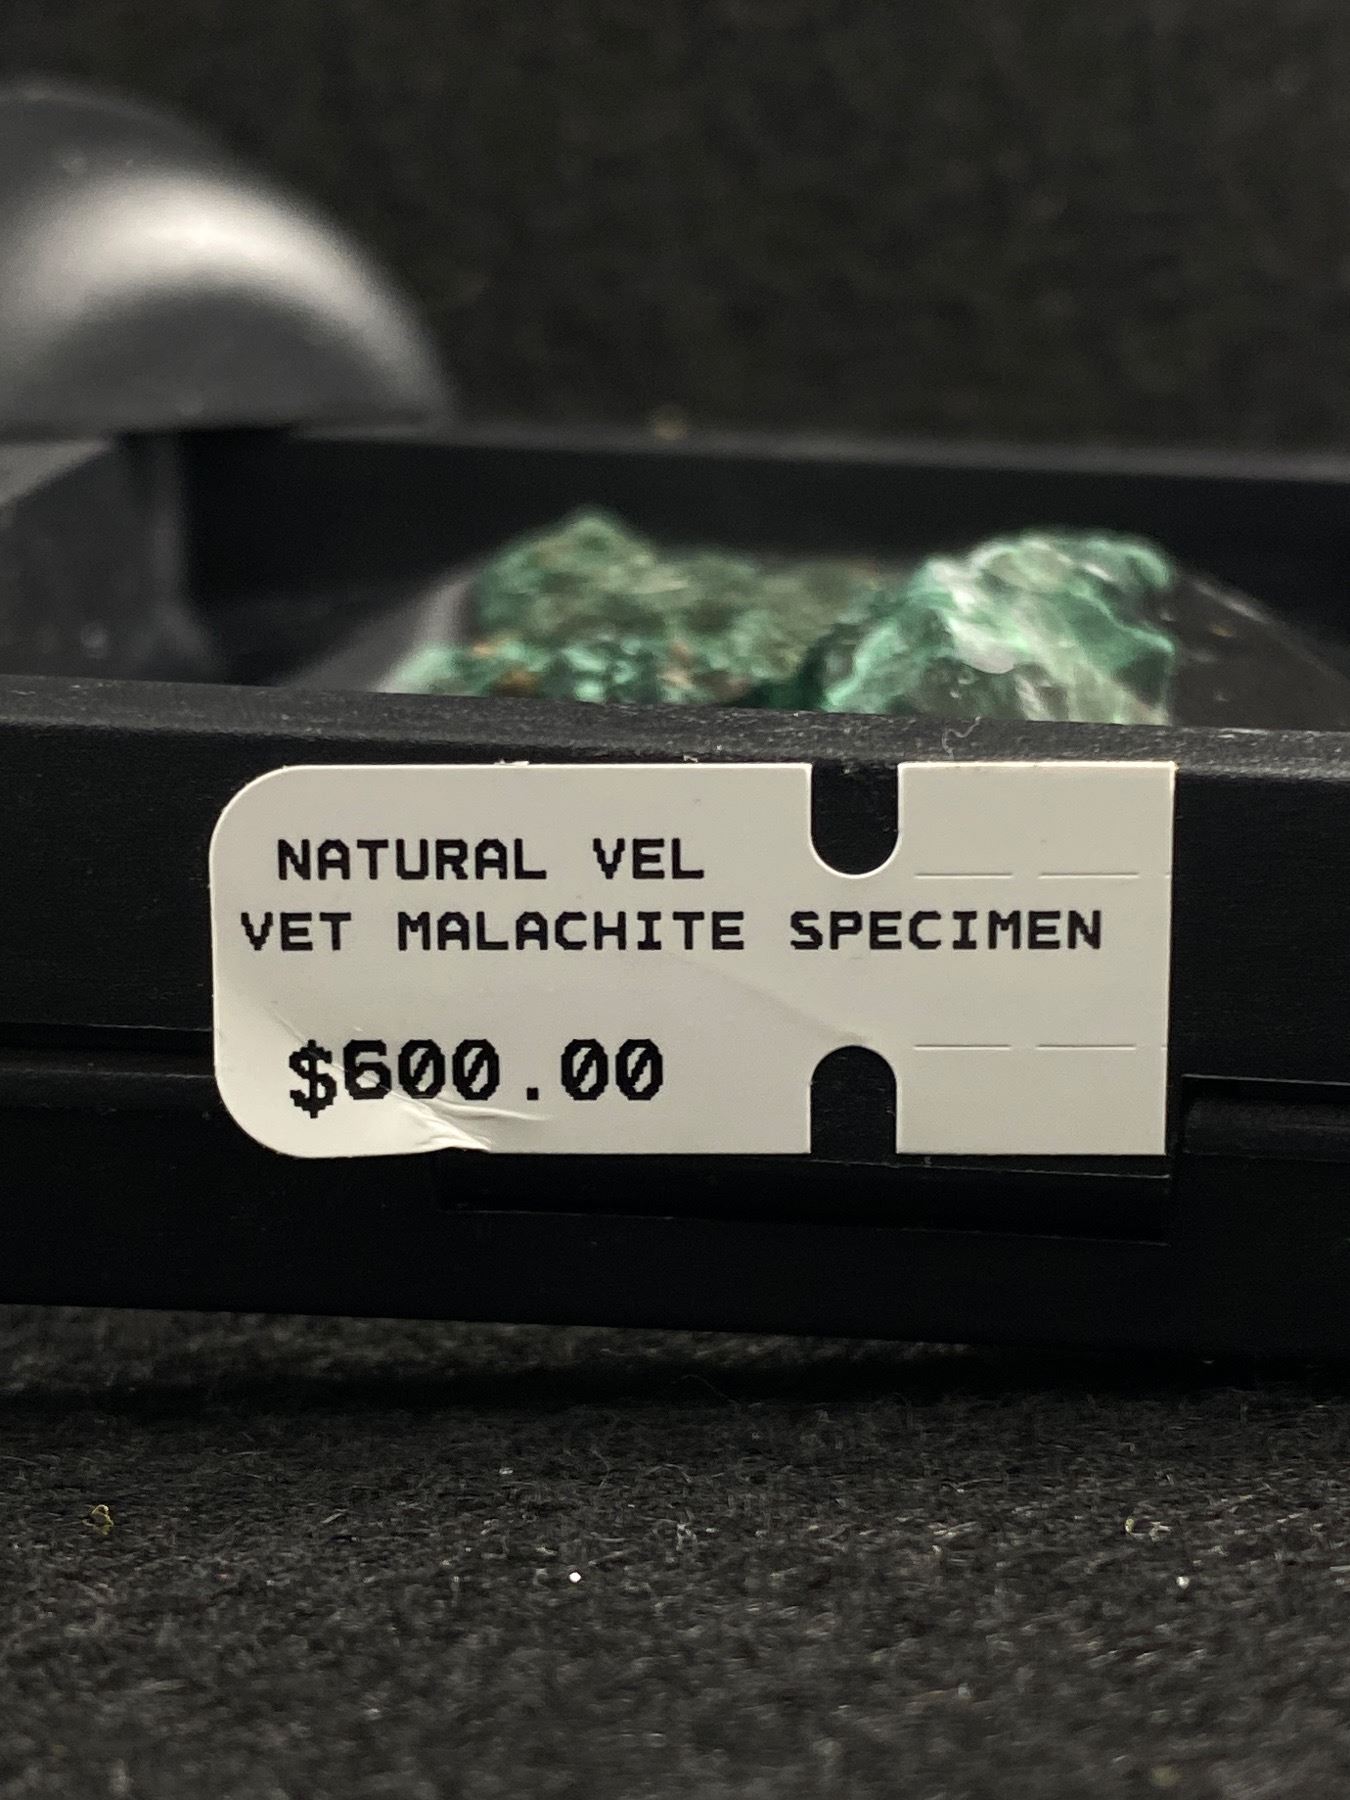 NATURAL VEL
VET MALACHITE SPECIMEN
$600.00